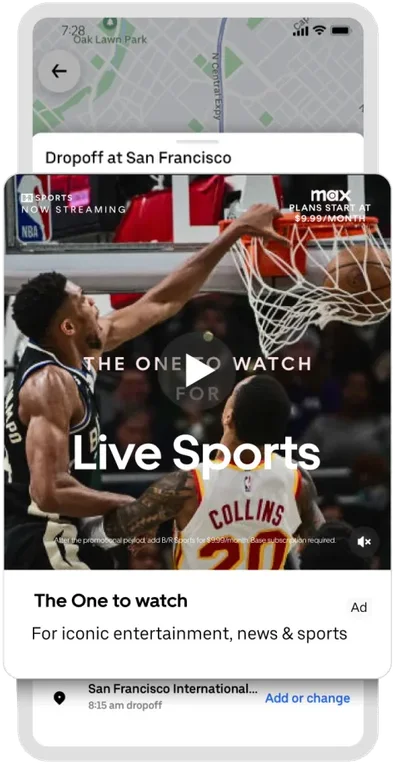 7:28
Oak Lawn Park
N Central Expy
Dropoff at San Francisco
B R SPORTS
NOW STREAMING
max
PLANS START AT
$9.99/MONTH
NBA
THE ONE TO WATCH
FOR
Live Sports
COLLINS
20
After the promotional period, add B/R Sports for $9.99/month. Base subscription required.
The One to watch
Ad
For iconic entertainment, news & sports
San Francisco International...
8:15 am dropoff
Add or change